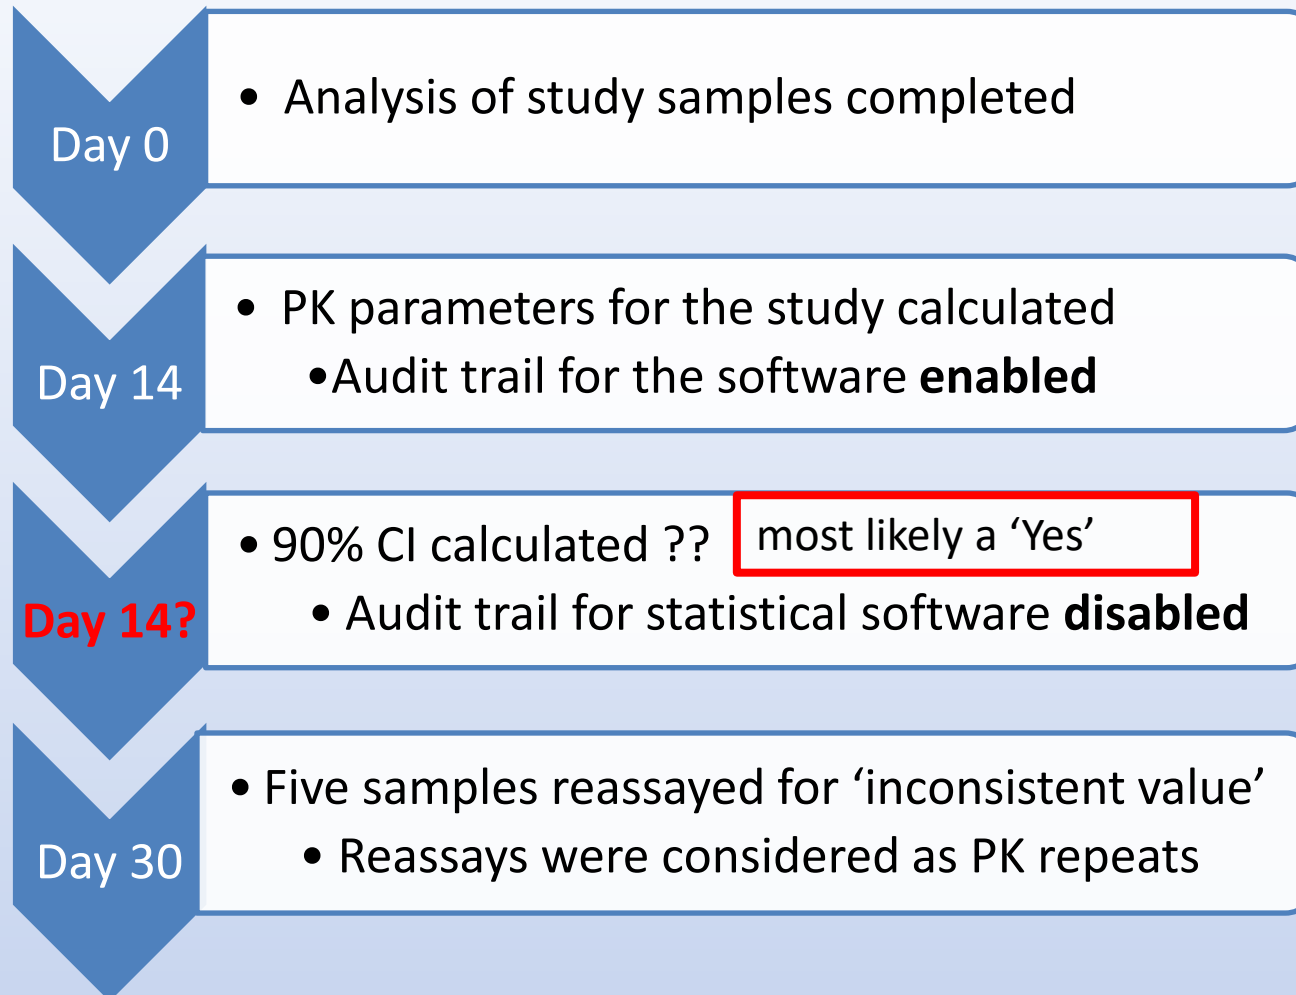 Day 0
• Analysis of study samples completed
Day 14
• PK parameters for the study calculated
•Audit trail for the software enabled
Day 14?
• 90% CI calculated ?? most likely a ‘Yes’
• Audit trail for statistical software disabled
Day 30
• Five samples reassayed for ‘inconsistent value’
• Reassays were considered as PK repeats